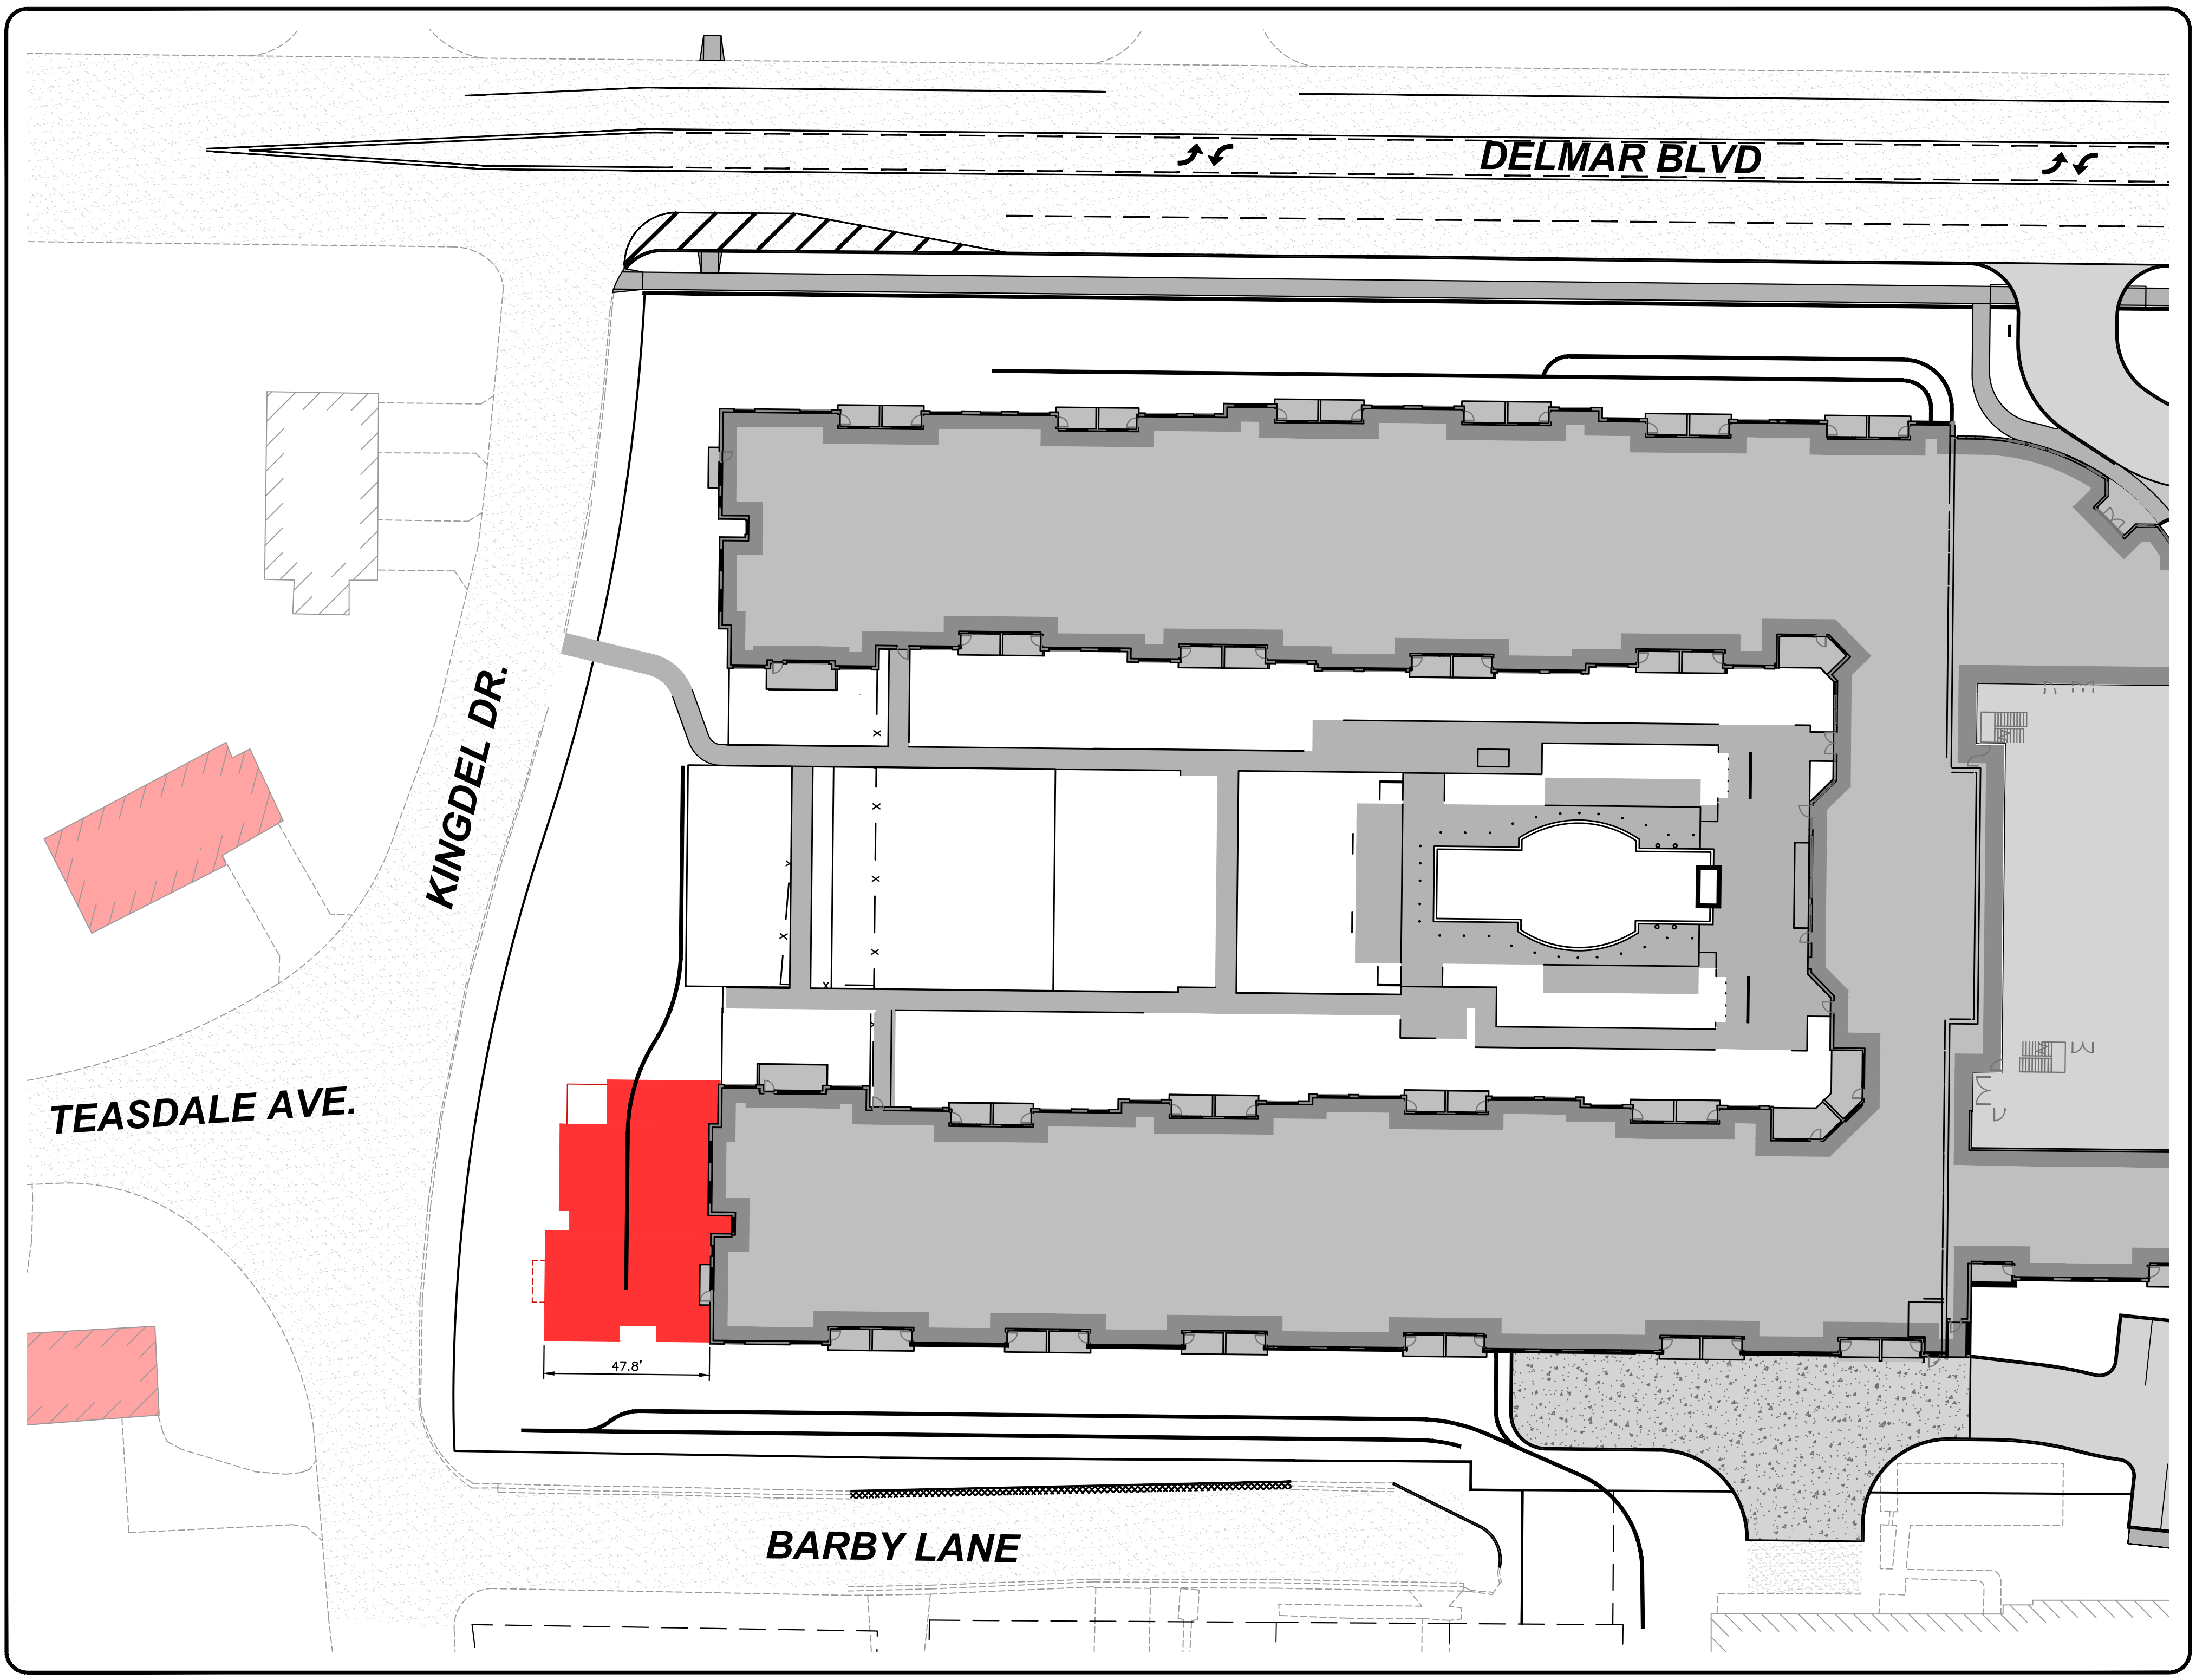 DELMAR BLVD
KINGDEL DR.
X
X
X
X
X
X
X
X
TEASDALE AVE.
47.8'
BARBY LANE